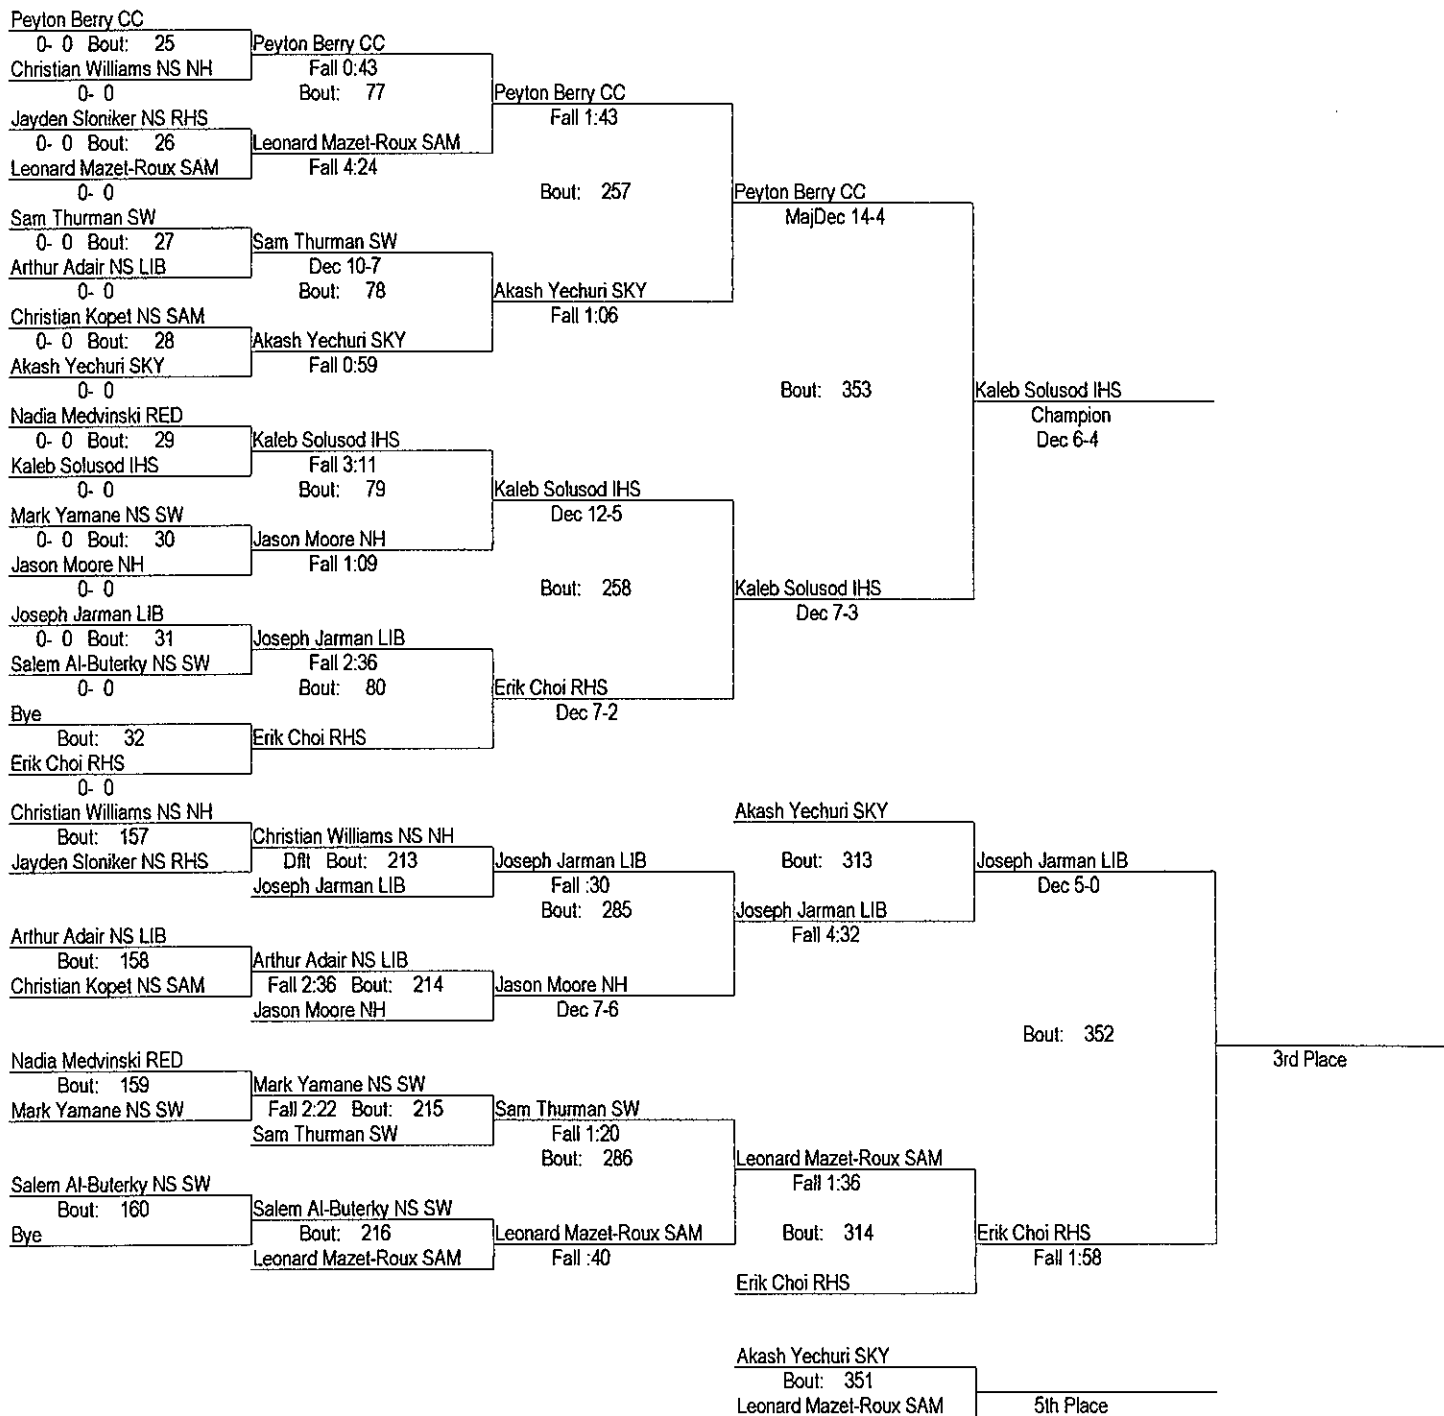 Peyton Berry CC
0- 0 Bout: 25
Peyton Berry CC
Christian Williams NS NH
Fall 0:43
0- 0
Bout: 77
Peyton Berry CC
Jayden Sloniker NS RHS
Fall 1:43
0- 0 Bout: 26
Leonard Mazet-Roux SAM
Leonard Mazet-Roux SAM
Fall 4:24
0- 0
Bout: 257
Peyton Berry CC
Sam Thurman SW
MajDec 14-4
0- 0 Bout: 27
Sam Thurman SW
Arthur Adair NS LIB
Dec 10-7
0- 0
Bout: 78
Akash Yechuri SKY
Christian Kopet NS SAM
Fall 1:06
0- 0 Bout: 28
Akash Yechuri SKY
Akash Yechuri SKY
Fall 0:59
0- 0
Bout: 353
Kaleb Solusod IHS
Nadia Medvinski RED
Champion
0- 0 Bout: 29
Kaleb Solusod IHS
Dec 6-4
Kaleb Solusod IHS
Fall 3:11
0- 0
Bout: 79
Kaleb Solusod IHS
Mark Yamane NS SW
Dec 12-5
0- 0 Bout: 30
Jason Moore NH
Jason Moore NH
Fall 1:09
0- 0
Bout: 258
Kaleb Solusod IHS
Joseph Jarman LIB
Dec 7-3
0- 0 Bout: 31
Joseph Jarman LIB
Salem Al-Buterky NS SW
Fall 2:36
0- 0
Bout: 80
Erik Choi RHS
Bye
Dec 7-2
Bout: 32
Erik Choi RHS
Erik Choi RHS
0- 0
Christian Williams NS NH
Akash Yechuri SKY
Bout: 157
Christian Williams NS NH
Jayden Sloniker NS RHS
Dflt Bout: 213
Joseph Jarman LIB
Bout: 313
Joseph Jarman LIB
Joseph Jarman LIB
Fall :30
Dec 5-0
Bout: 285
Joseph Jarman LIB
Arthur Adair NS LIB
Fall 4:32
Bout: 158
Arthur Adair NS LIB
Christian Kopet NS SAM
Fall 2:36 Bout: 214
Jason Moore NH
Jason Moore NH
Dec 7-6
Bout: 352
Nadia Medvinski RED
3rd Place
Bout: 159
Mark Yamane NS SW
Mark Yamane NS SW
Fall 2:22 Bout: 215
Sam Thurman SW
Sam Thurman SW
Fall 1:20
Bout: 286
Leonard Mazet-Roux SAM
Salem Al-Buterky NS SW
Fall 1:36
Bout: 160
Salem Al-Buterky NS SW
Bye
Bout: 216
Leonard Mazet-Roux SAM
Bout: 314
Erik Choi RHS
Leonard Mazet-Roux SAM
Fall :40
Fall 1:58
Erik Choi RHS
Akash Yechuri SKY
Bout: 351
Leonard Mazet-Roux SAM
5th Place